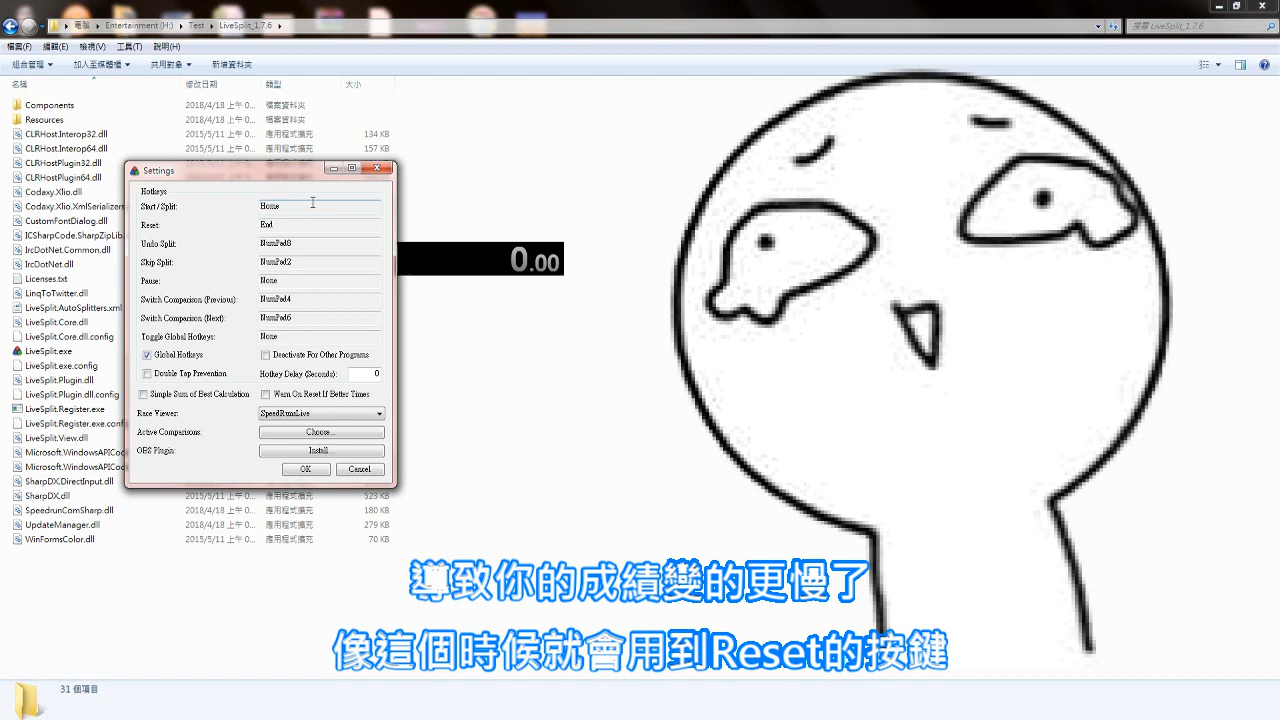 電腦 ▸ Entertainment (H:) ▸ Test ▸ LiveSplit_1.7.6 ▸
搜尋 LiveSplit_1.7.6
檔案(F) 編輯(E) 檢視(V) 工具(T) 說明(H)
組合管理 加入至媒體櫃 共用對象 新增資料夾
名稱 修改日期 類型 大小
Components 2018/4/18 上午 0... 檔案資料夾
Resources 2018/4/18 上午 0... 檔案資料夾
CLRHost.Interop32.dll 2015/5/11 上午 0... 應用程式擴充 134 KB
CLRHost.Interop64.dll 2015/5/11 上午 0... 應用程式擴充 157 KB
CLRHostPlugin32.dll
CLRHostPlugin64.dll
Codaxy.Xlio.dll
Codaxy.Xlio.XmlSerializers
CustomFontDialog.dll
ICSharpCode.SharpZipLib.
IrcDotNet.Common.dll
IrcDotNet.dll
Licenses.txt
LinqToTwitter.dll
LiveSplit.AutoSplitters.xml
LiveSplit.Core.dll
LiveSplit.Core.dll.config
LiveSplit.exe
LiveSplit.exe.config
LiveSplit.Plugin.dll
LiveSplit.Plugin.dll.config
LiveSplit.Register.exe
LiveSplit.Register.exe.conf
LiveSplit.View.dll
Microsoft.WindowsAPICod
Microsoft.WindowsAPICod
SharpDX.DirectInput.dll
SharpDX.dll 2015/5/11 上午 0... 應用程式擴充 523 KB
SpeedrunComSharp.dll 2018/4/18 上午 0... 應用程式擴充 180 KB
UpdateManager.dll 2018/4/18 上午 0... 應用程式擴充 279 KB
WinFormsColor.dll 2015/5/11 上午 0... 應用程式擴充 70 KB
Settings
Hotkeys
Start / Split: Home
Reset: End
Undo Split: NumPad8
Skip Split: NumPad2
Pause: None
Switch Comparison (Previous): NumPad4
Switch Comparison (Next): NumPad6
Toggle Global Hotkeys: None
Global Hotkeys Deactivate For Other Programs
Double Tap Prevention Hotkey Delay (Seconds): 0
Simple Sum of Best Calculation Warn On Reset If Better Times
Race Viewer: SpeedRunsLive
Active Comparisons: Choose...
OBS Plugin: Install...
OK Cancel
0.00
導致你的成績變的更慢了
像這個時候就會用到Reset的按鍵
31 個項目